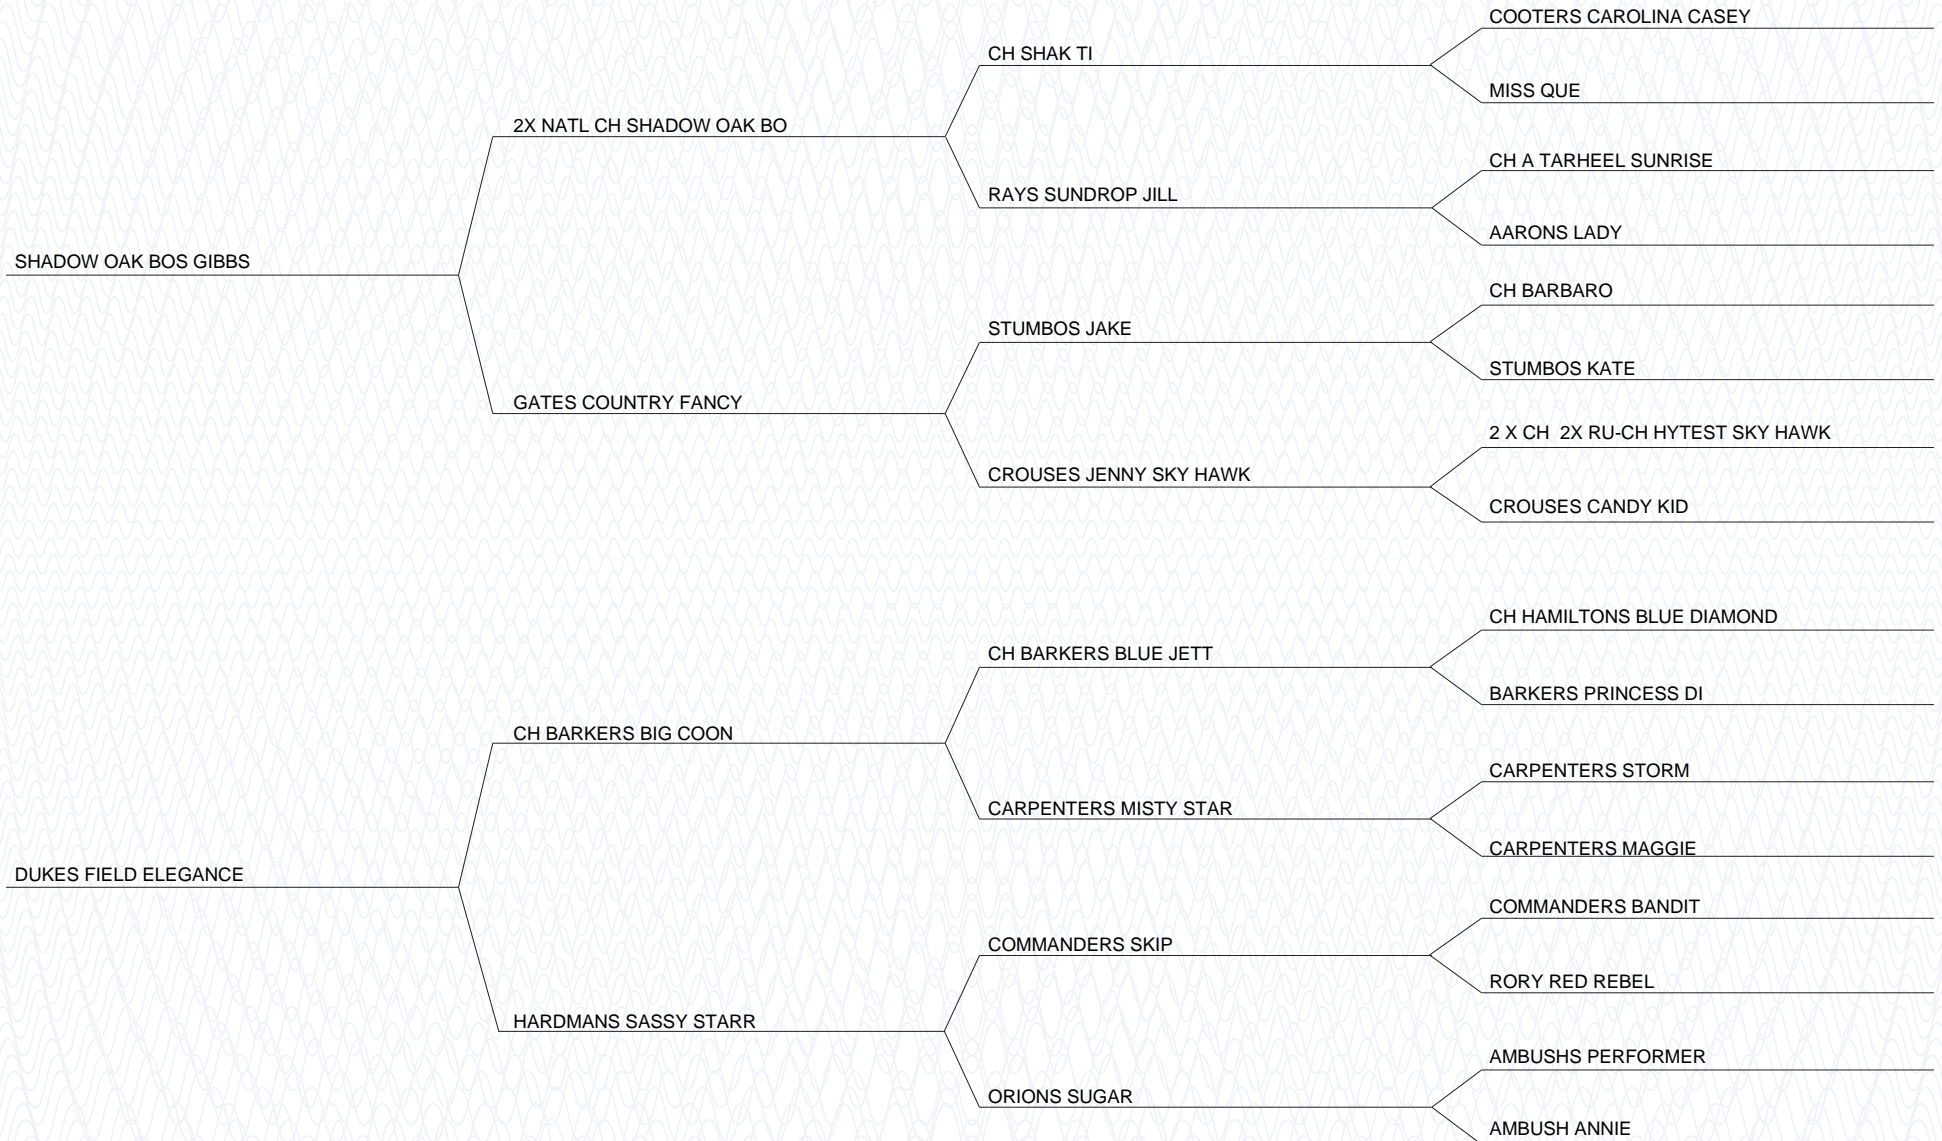 COOTERS CAROLINA CASEY
CH SHAK TI
MISS QUE
2X NATL CH SHADOW OAK BO
CH A TARHEEL SUNRISE
RAYS SUNDROP JILL
AARONS LADY
SHADOW OAK BOS GIBBS
CH BARBARO
STUMBOS JAKE
STUMBOS KATE
GATES COUNTRY FANCY
2 X CH  2X RU-CH HYTEST SKY HAWK
CROUSES JENNY SKY HAWK
CROUSES CANDY KID
CH HAMILTONS BLUE DIAMOND
CH BARKERS BLUE JETT
BARKERS PRINCESS DI
CH BARKERS BIG COON
CARPENTERS STORM
CARPENTERS MISTY STAR
CARPENTERS MAGGIE
DUKES FIELD ELEGANCE
COMMANDERS BANDIT
COMMANDERS SKIP
RORY RED REBEL
HARDMANS SASSY STARR
AMBUSHS PERFORMER
ORIONS SUGAR
AMBUSH ANNIE